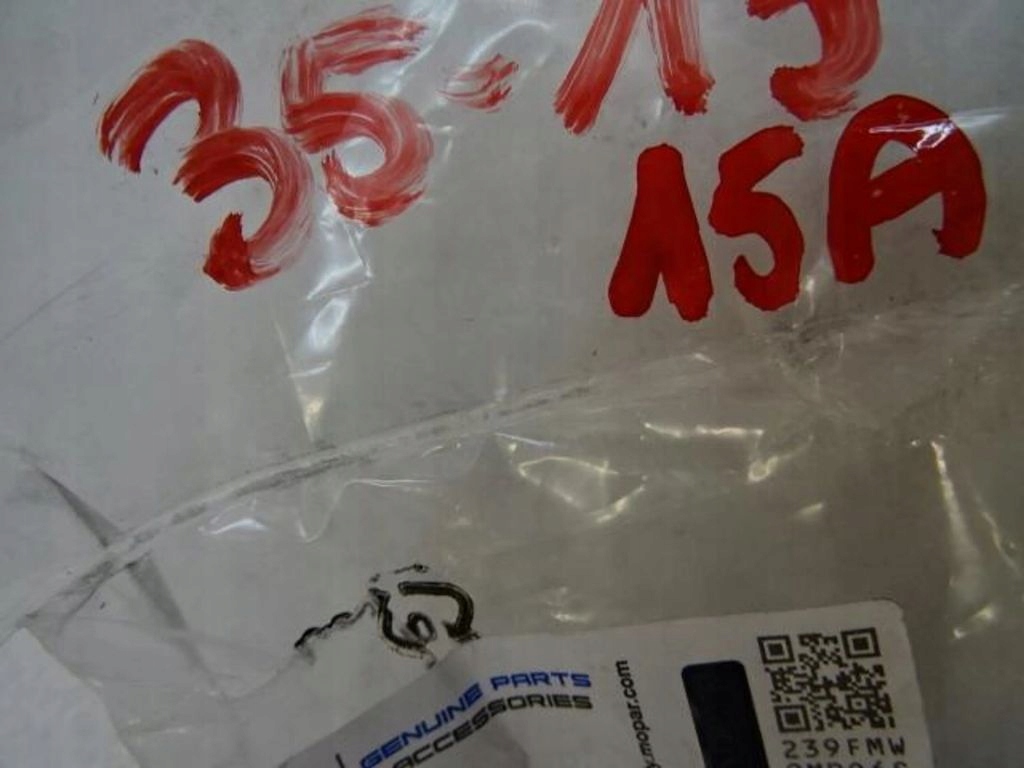 35-15
15A
GENUINE PARTS
ACCESSORIES
.mopar.com
239FMW